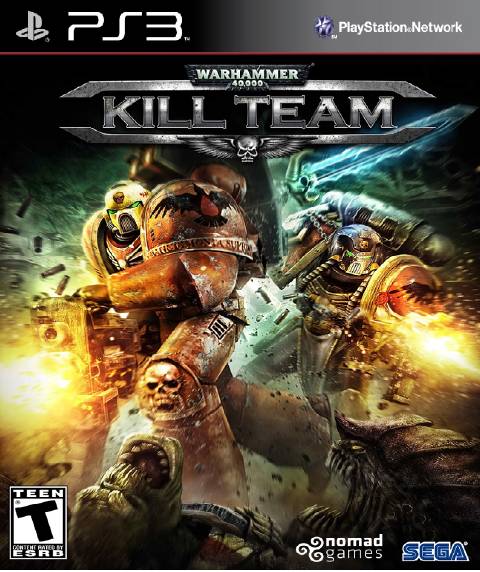 PS3
PlayStation®Network
WARHAMMER
40,000
KILL TEAM
TEEN
T
CONTENT RATED BY
ESRB
nomad
games
SEGA